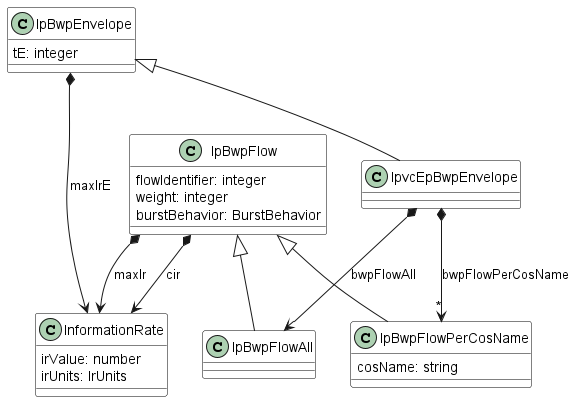 C IpBwpEnvelope
tE: integer
C IpBwpFlow
flowIdentifier: integer
weight: integer
burstBehavior: BurstBehavior
C IpvcEpBwpEnvelope
maxIrE
maxIr
cir
bwpFlowAll
bwpFlowPerCosName
*
C InformationRate
irValue: number
irUnits: IrUnits
C IpBwpFlowAll
C IpBwpFlowPerCosName
cosName: string